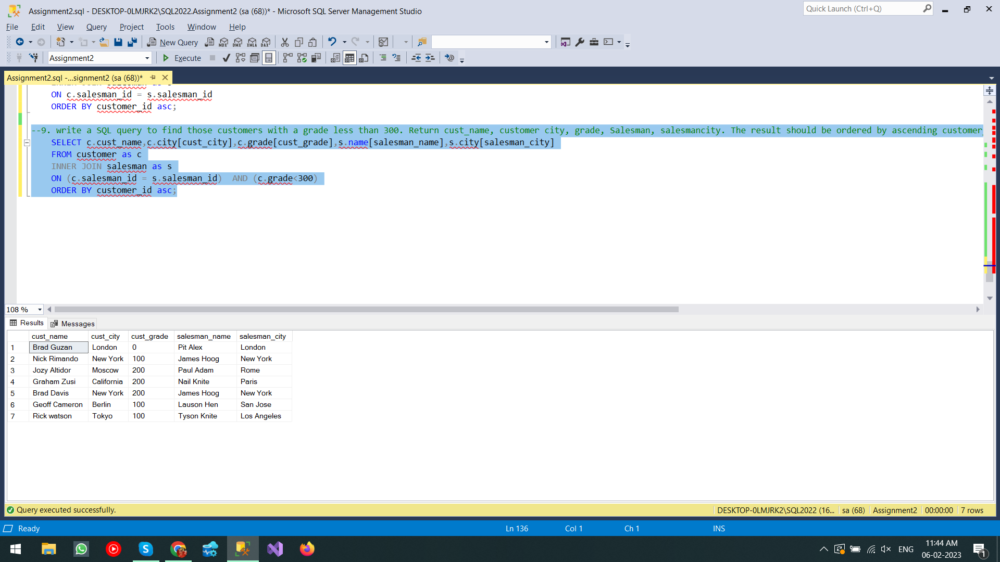 Assignment2.sql - DESKTOP-0LMJRK2\SQL2022.Assignment2 (sa (68))* - Microsoft SQL Server Management Studio
Quick Launch (Ctrl+Q)
File Edit View Query Project Tools Window Help
New Query MDX DMX XMLA DAX
Assignment2 Execute
Assignment2.sql -...signment2 (sa (68))*
ON c.salesman_id = s.salesman_id
ORDER BY customer_id asc;
--9. write a SQL query to find those customers with a grade less than 300. Return cust_name, customer city, grade, Salesman, salesmancity. The result should be ordered by ascending customer_
SELECT c.cust_name,c.city[cust_city],c.grade[cust_grade],s.name[salesman_name],s.city[salesman_city]
FROM customer as c
INNER JOIN salesman as s
ON (c.salesman_id = s.salesman_id)  AND (c.grade<300)
ORDER BY customer_id asc;
108 %
Results Messages
cust_name cust_city cust_grade salesman_name salesman_city
1 Brad Guzan London 0 Pit Alex London
2 Nick Rimando New York 100 James Hoog New York
3 Jozy Altidor Moscow 200 Paul Adam Rome
4 Graham Zusi California 200 Nail Knite Paris
5 Brad Davis New York 200 James Hoog New York
6 Geoff Cameron Berlin 100 Lauson Hen San Jose
7 Rick watson Tokyo 100 Tyson Knite Los Angeles
Query executed successfully. DESKTOP-0LMJRK2\SQL2022 (16... sa (68) Assignment2 00:00:00 7 rows
Ready Ln 136 Col 1 Ch 1 INS
ENG 11:44 AM
06-02-2023 1